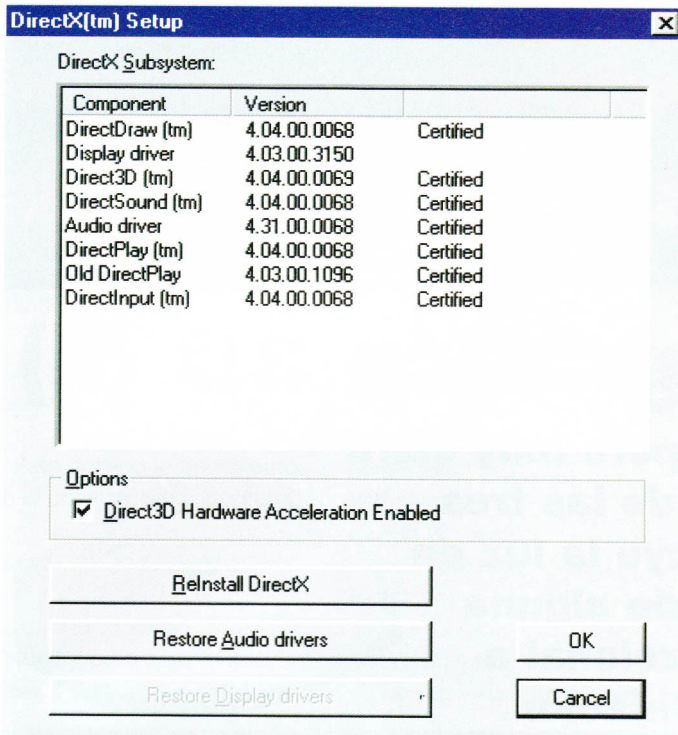 DirectX(tm) Setup
DirectX Subsystem:
Component Version
DirectDraw (tm) 4.04.00.0068 Certified
Display driver 4.03.00.3150
Direct3D (tm) 4.04.00.0069 Certified
DirectSound (tm) 4.04.00.0068 Certified
Audio driver 4.31.00.0068 Certified
DirectPlay (tm) 4.04.00.0068 Certified
Old DirectPlay 4.03.00.1096 Certified
DirectInput (tm) 4.04.00.0068 Certified
Options
Direct3D Hardware Acceleration Enabled
ReInstall DirectX
Restore Audio drivers OK
Restore Display drivers Cancel